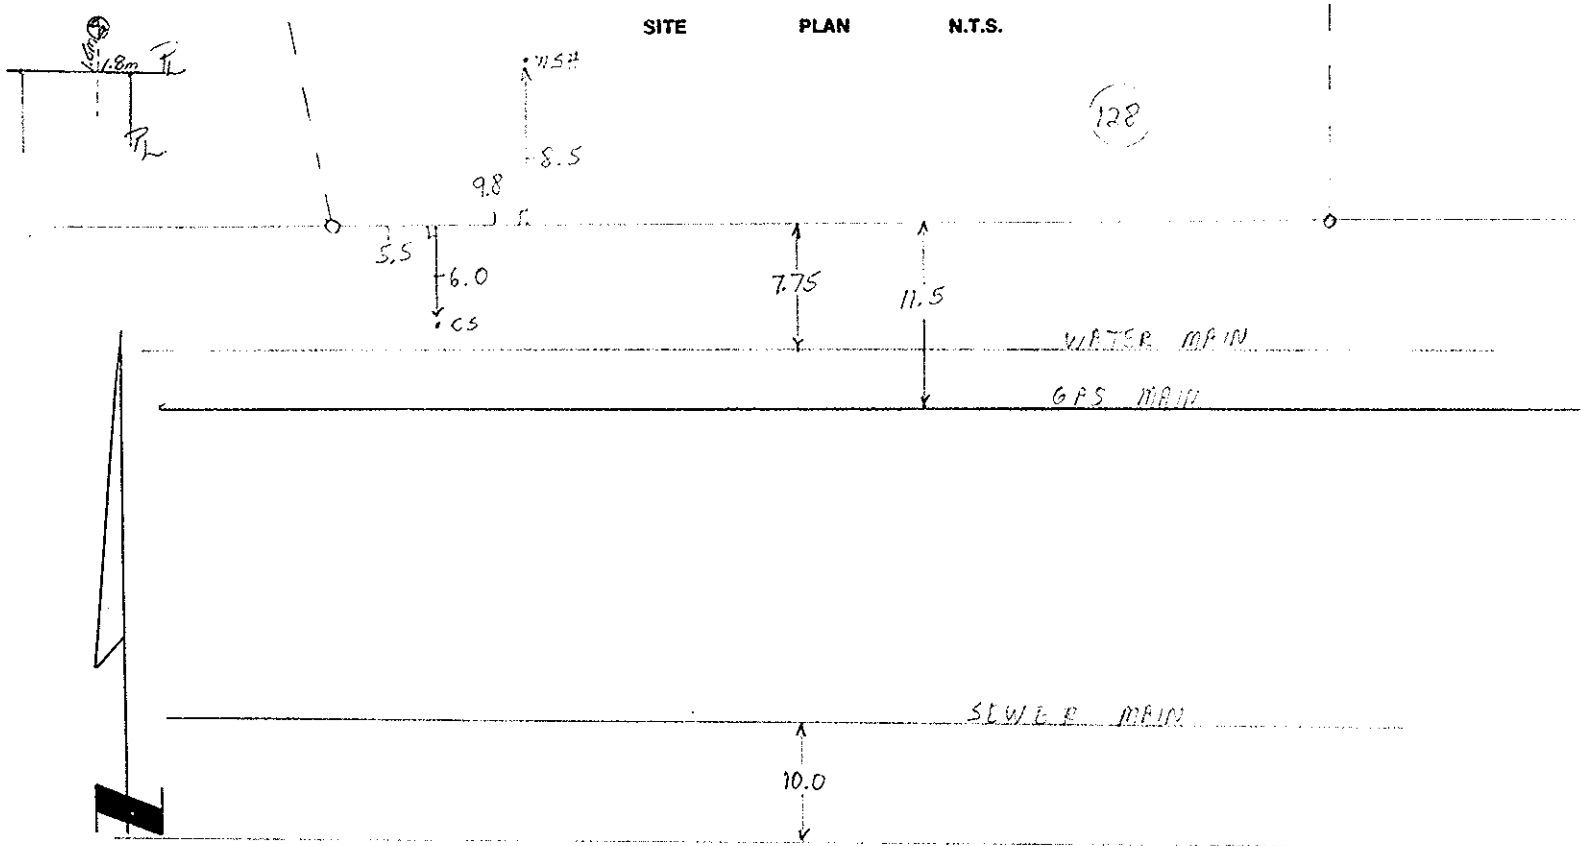 SITE PLAN N.T.S.
1.8m
PL
PL
128
8.5
9.8
5.5
6.0
CS
7.75
11.5
WATER MAIN
GAS MAIN
SEWER MAIN
10.0